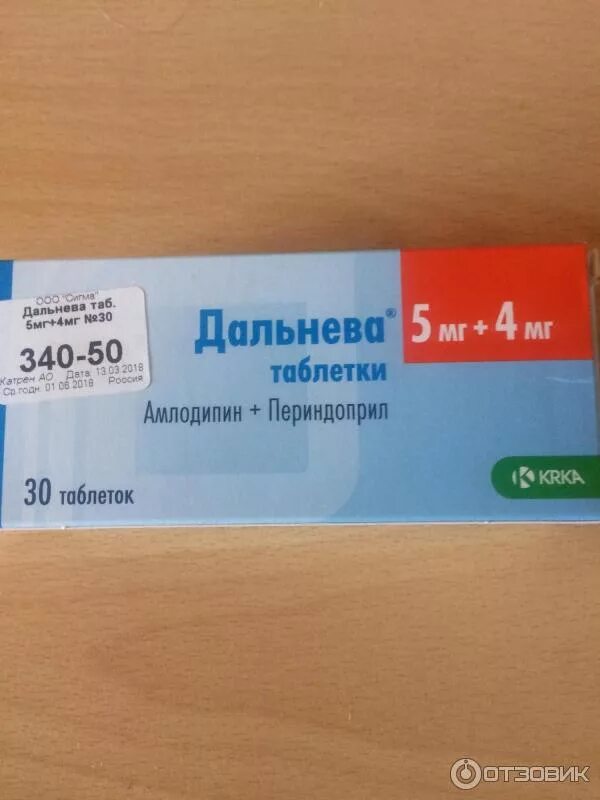 ООО "Сигма"
Дальнева таб.
5мг+4мг №30
340-50
Катрен АО Дата: 13.03.2018
Ср.годн. 01.06.2018 Россия
Дальнева®
таблетки
5 мг + 4 мг
Амлодипин + Периндоприл
30 таблеток
KRKA
ОТЗОВИК